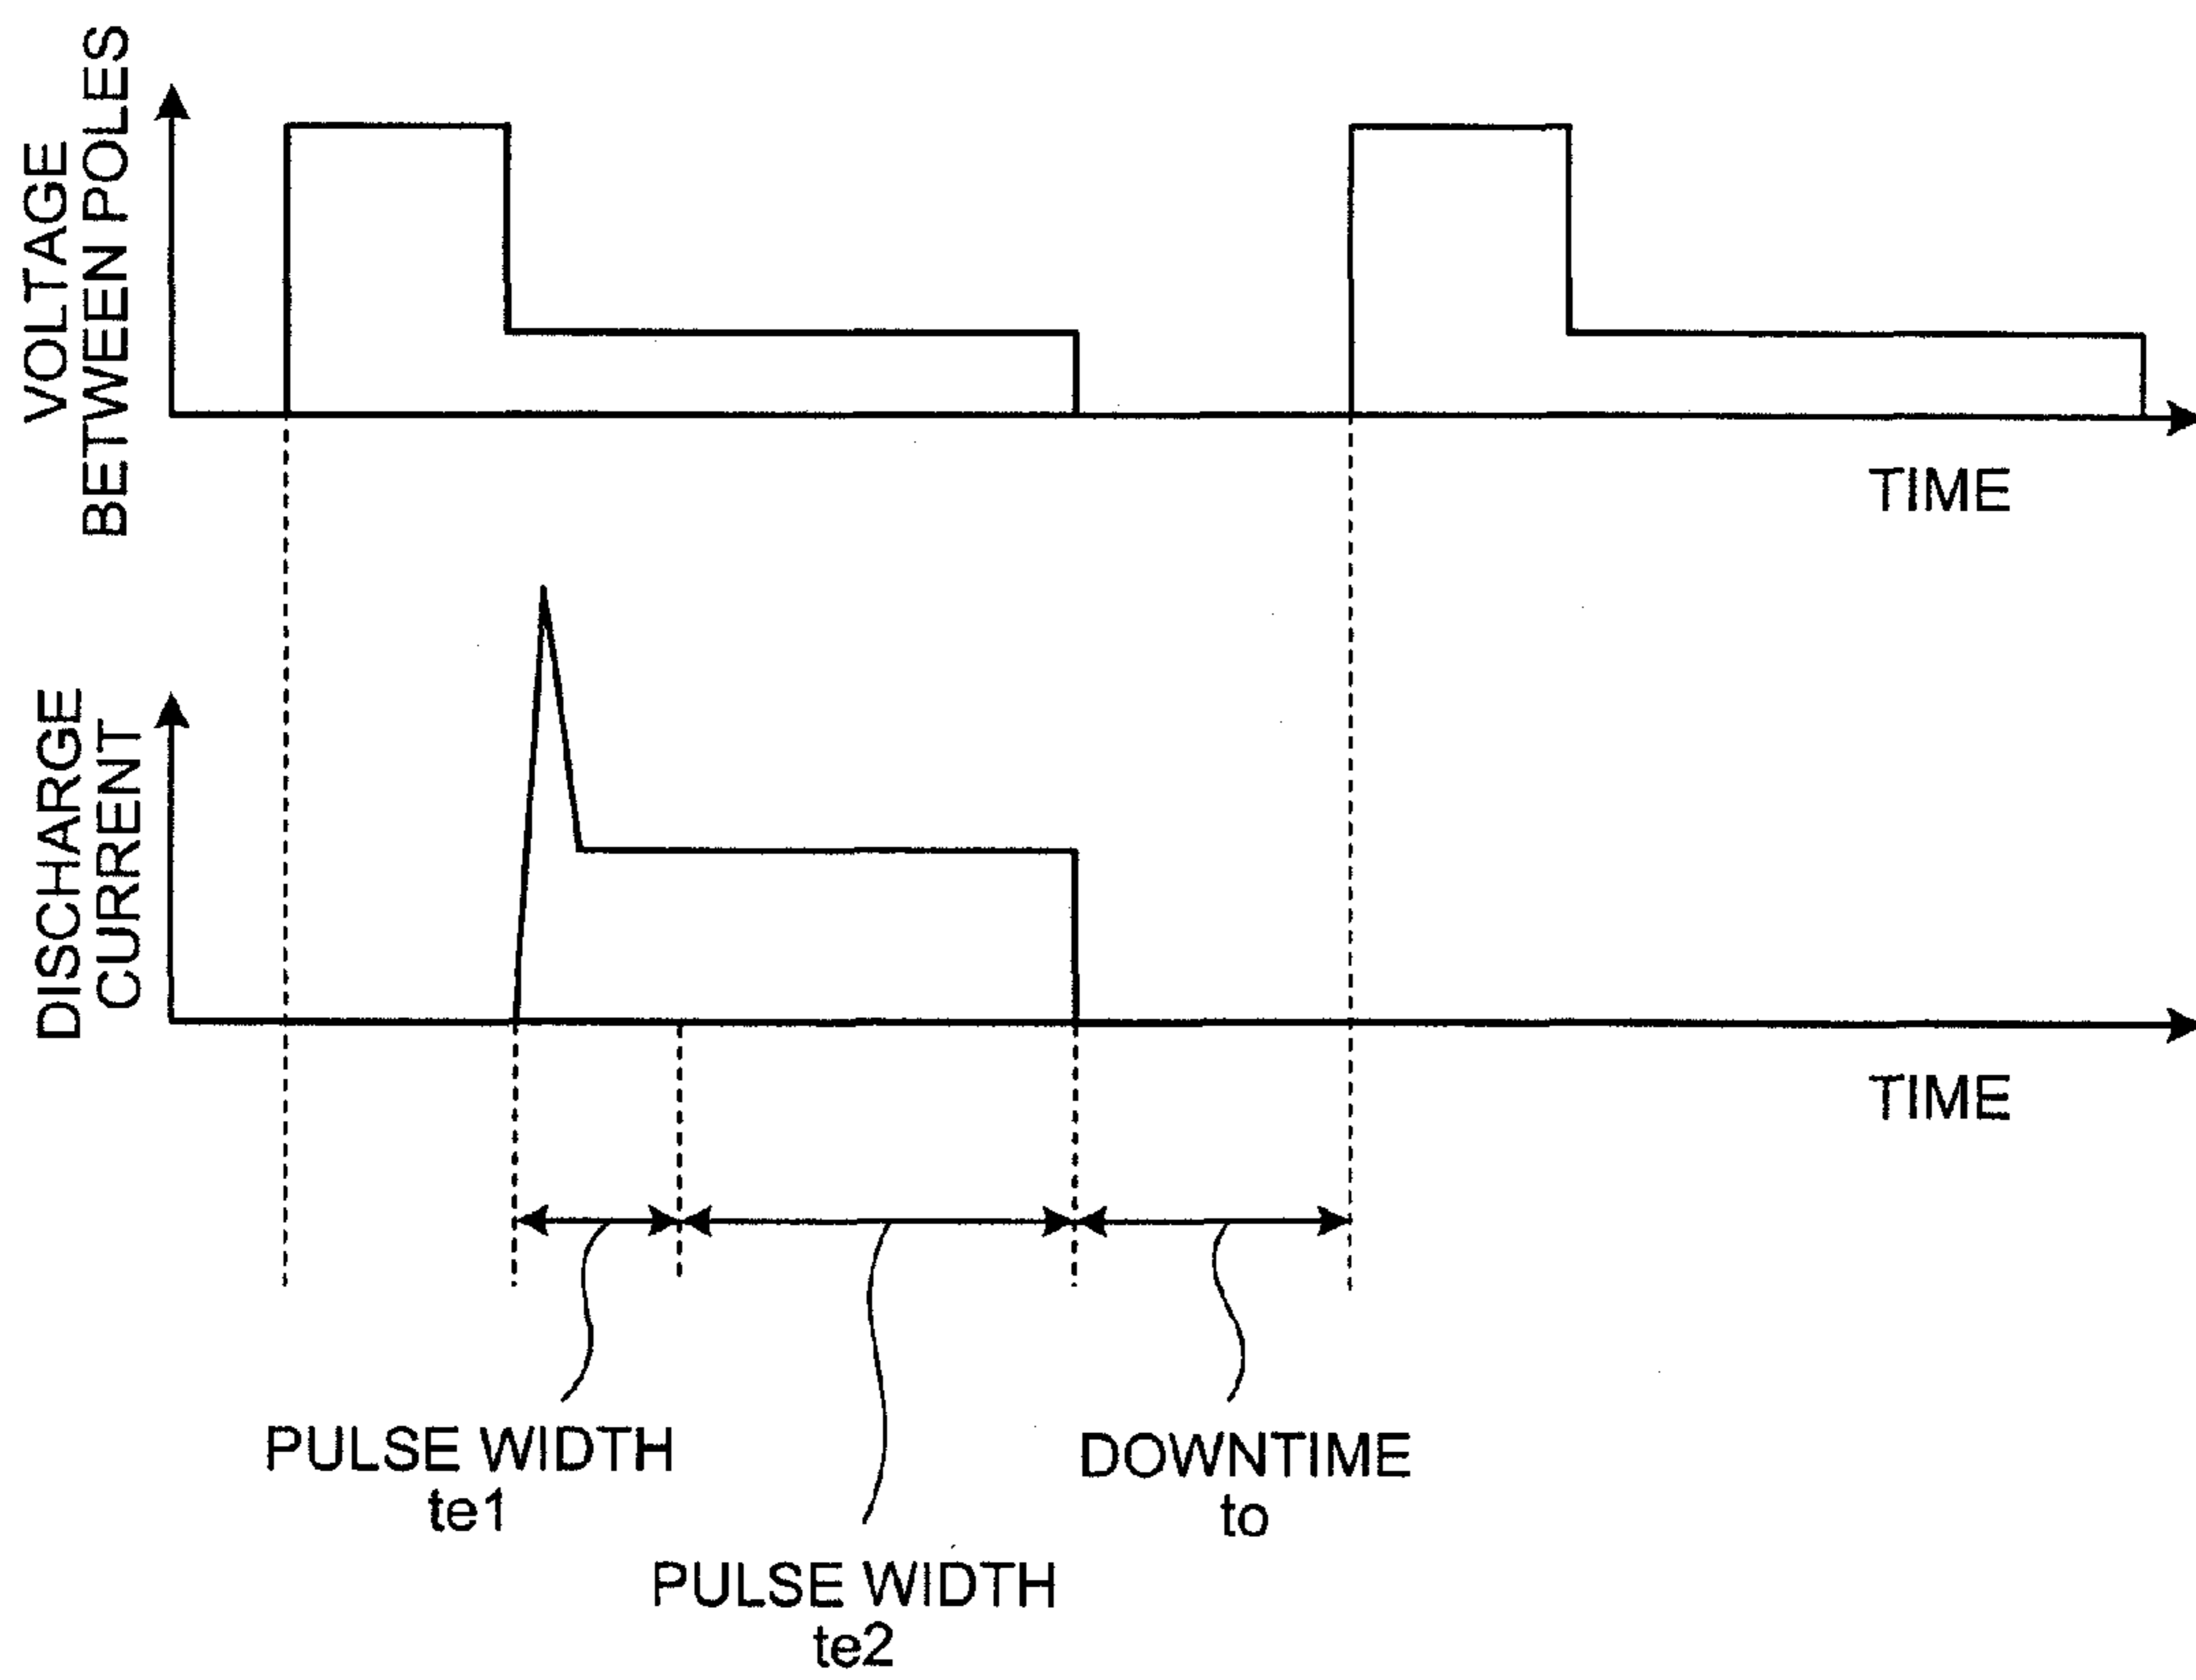 VOLTAGE
BETWEEN POLES
TIME
DISCHARGE
CURRENT
TIME
PULSE WIDTH
te1
DOWNTIME
to
PULSE WIDTH
te2